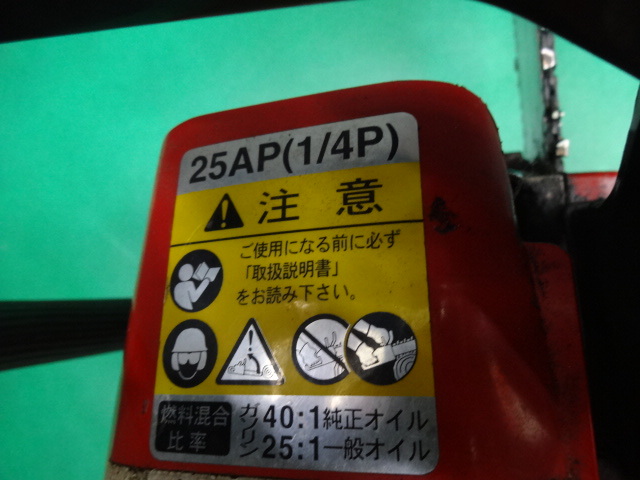 25AP(1/4P)
注意
ご使用になる前に必ず
「取扱説明書」
をお読み下さい。
燃料混合
比率
ガソリン
40:1純正オイル
25:1一般オイル